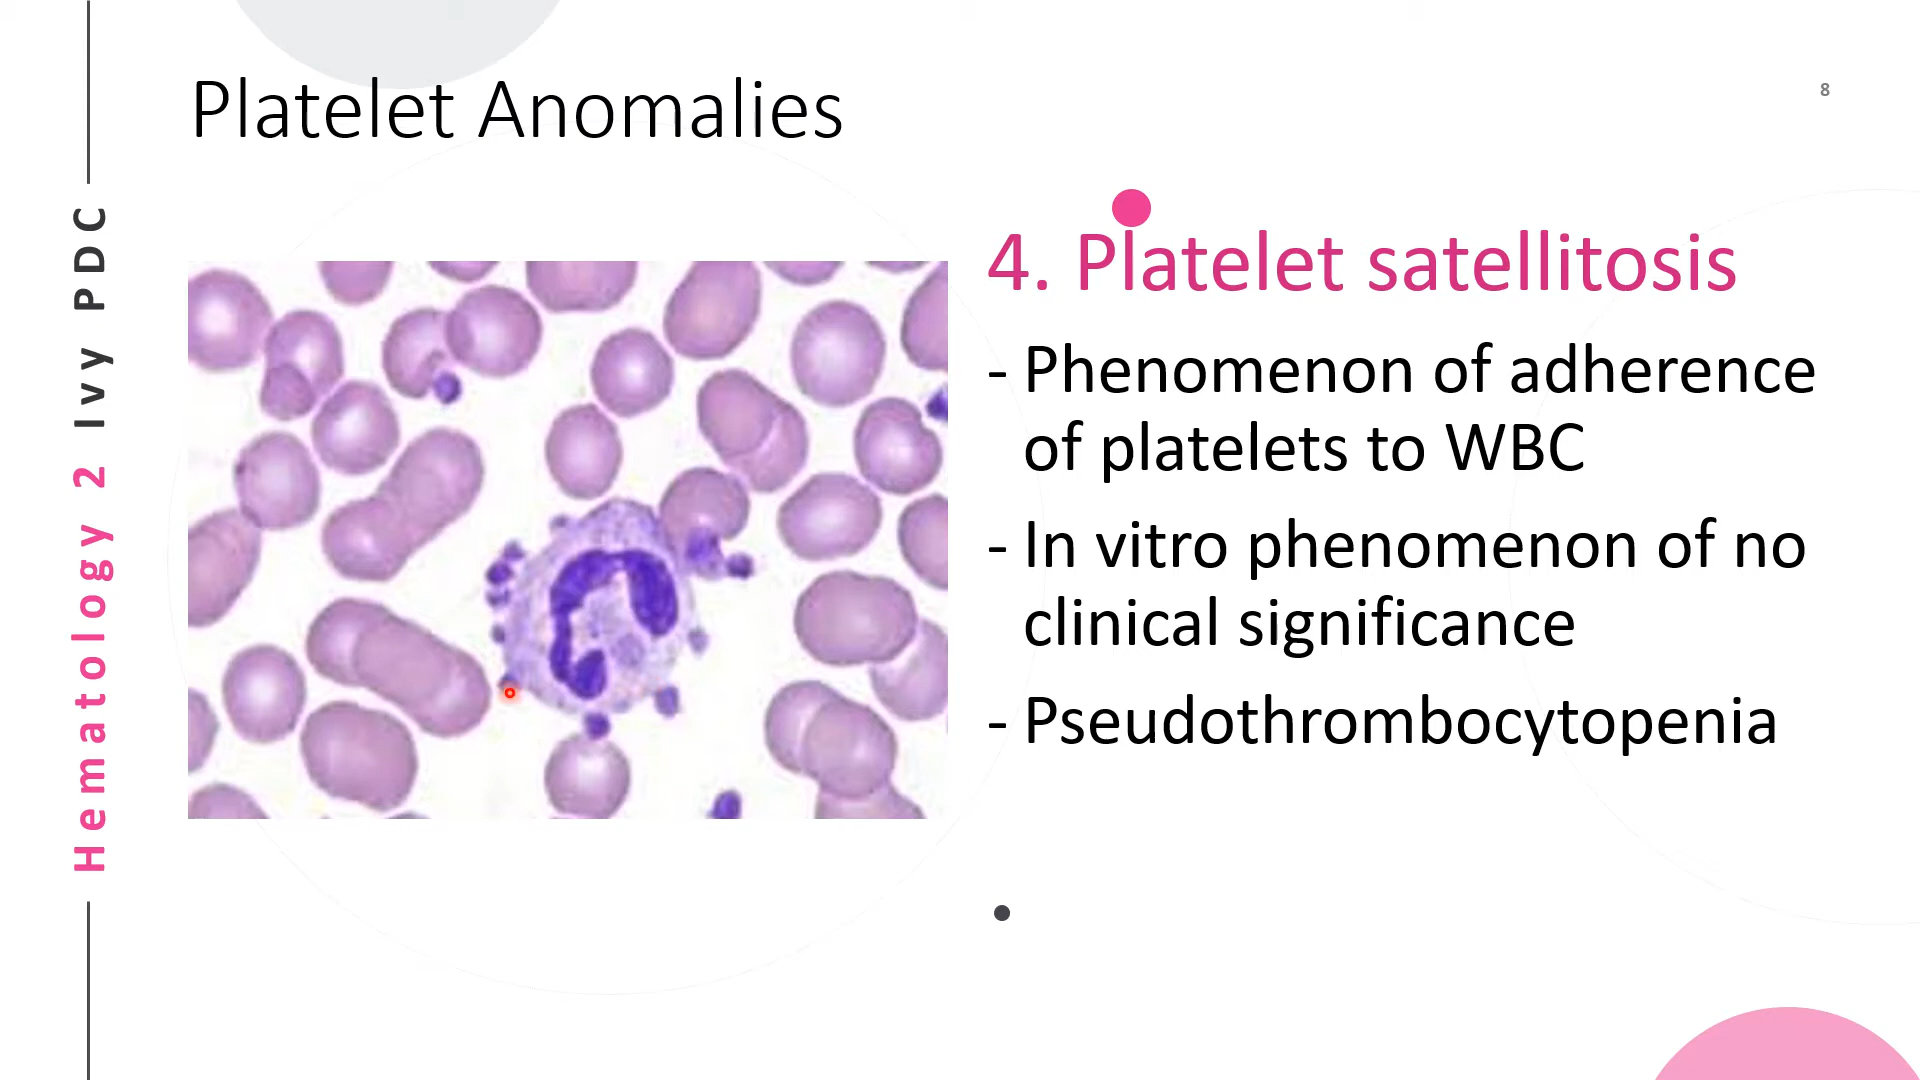 Platelet Anomalies
8
Hematology 2 Ivy PDC
4. Platelet satellitosis
- Phenomenon of adherence
of platelets to WBC
- In vitro phenomenon of no
clinical significance
- Pseudothrombocytopenia